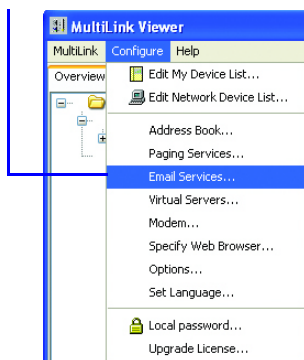 MultiLink Viewer
MultiLink Configure Help
Overview
Edit My Device List...
Edit Network Device List...
Address Book...
Paging Services...
Email Services...
Virtual Servers...
Modem...
Specify Web Browser...
Options...
Set Language...
Local password...
Upgrade License...